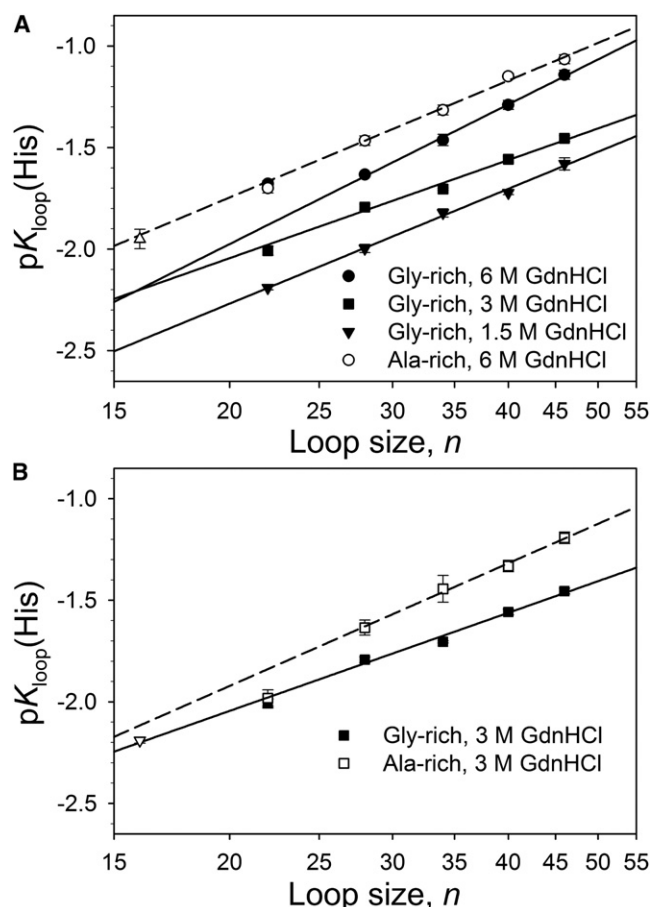 A
-1.0
-1.5
-2.0
-2.5
pKloop(His)
Gly-rich, 6 M GdnHCl
Gly-rich, 3 M GdnHCl
Gly-rich, 1.5 M GdnHCl
Ala-rich, 6 M GdnHCl
15 20 25 30 35 40 45 50 55
Loop size, n
B
-1.0
-1.5
-2.0
-2.5
pKloop(His)
Gly-rich, 3 M GdnHCl
Ala-rich, 3 M GdnHCl
15 20 25 30 35 40 45 50 55
Loop size, n